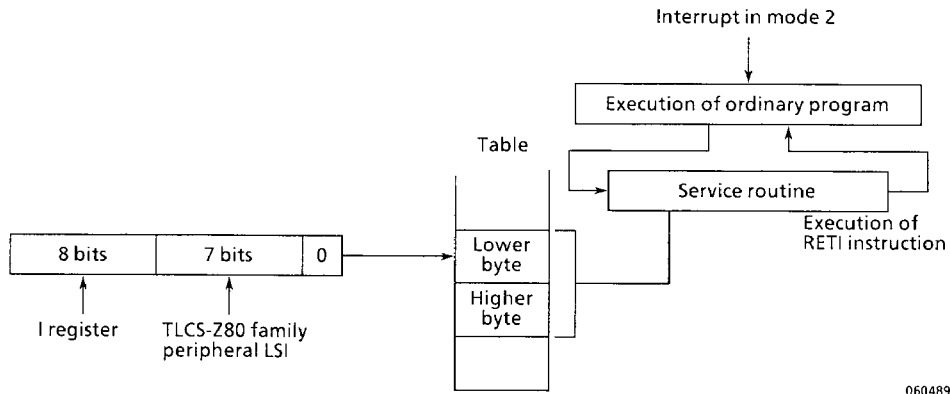 Interrupt in mode 2
Execution of ordinary program
Table
Service routine
Execution of
RETI instruction
8 bits
7 bits
0
Lower
byte
Higher
byte
I register
TLCS-Z80 family
peripheral LSI
060489